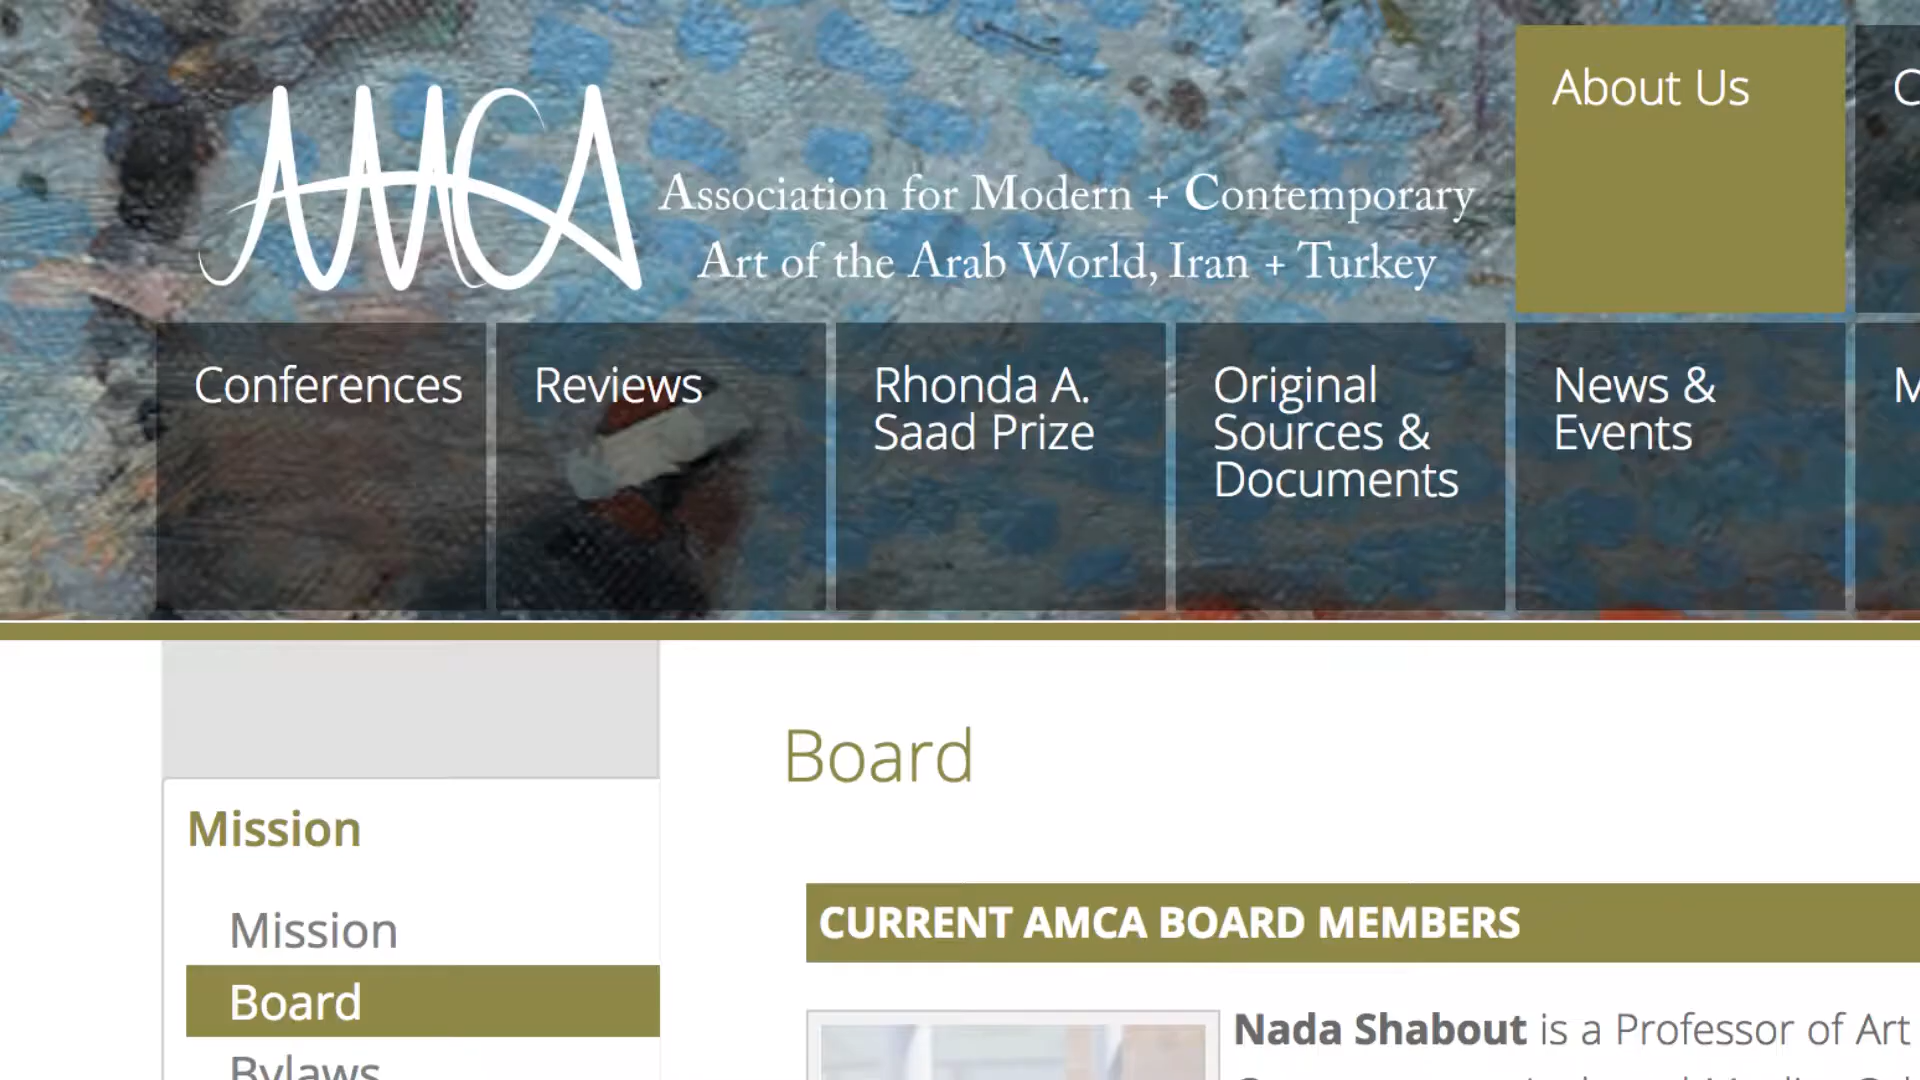 AMCA
Association for Modern + Contemporary
Art of the Arab World, Iran + Turkey
About Us
Conferences
Reviews
Rhonda A.
Saad Prize
Original
Sources &
Documents
News &
Events
Board
Mission
Mission
Board
Bylaws
CURRENT AMCA BOARD MEMBERS
Nada Shabout is a Professor of Art